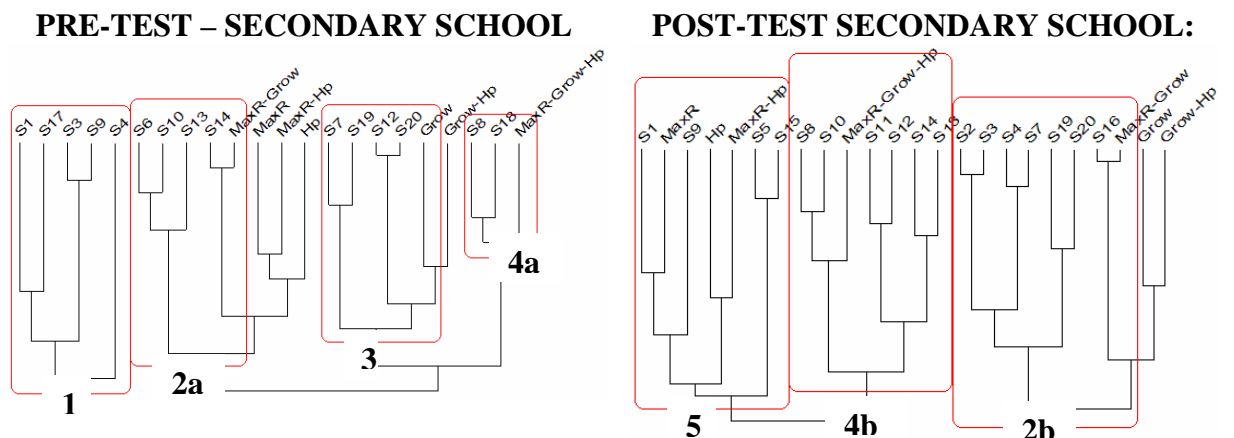 PRE-TEST – SECONDARY SCHOOL
S1 S17 S3 S9 S4 S6 S10 S13 S14 MaxR-Grow MaxR MaxR-Hp Hp S7 S19 S12 S20 Grow Grow-Hp S8 S18 MaxR-Grow-Hp
1
2a
3
4a
POST-TEST SECONDARY SCHOOL:
S1 MaxR S9 Hp MaxR-Hp S5 S15 S8 S10 MaxR-Grow-Hp S11 S12 S14 S13 S2 S3 S4 S7 S19 S20 S16 MaxR-Grow Grow Grow-Hp
5
4b
2b